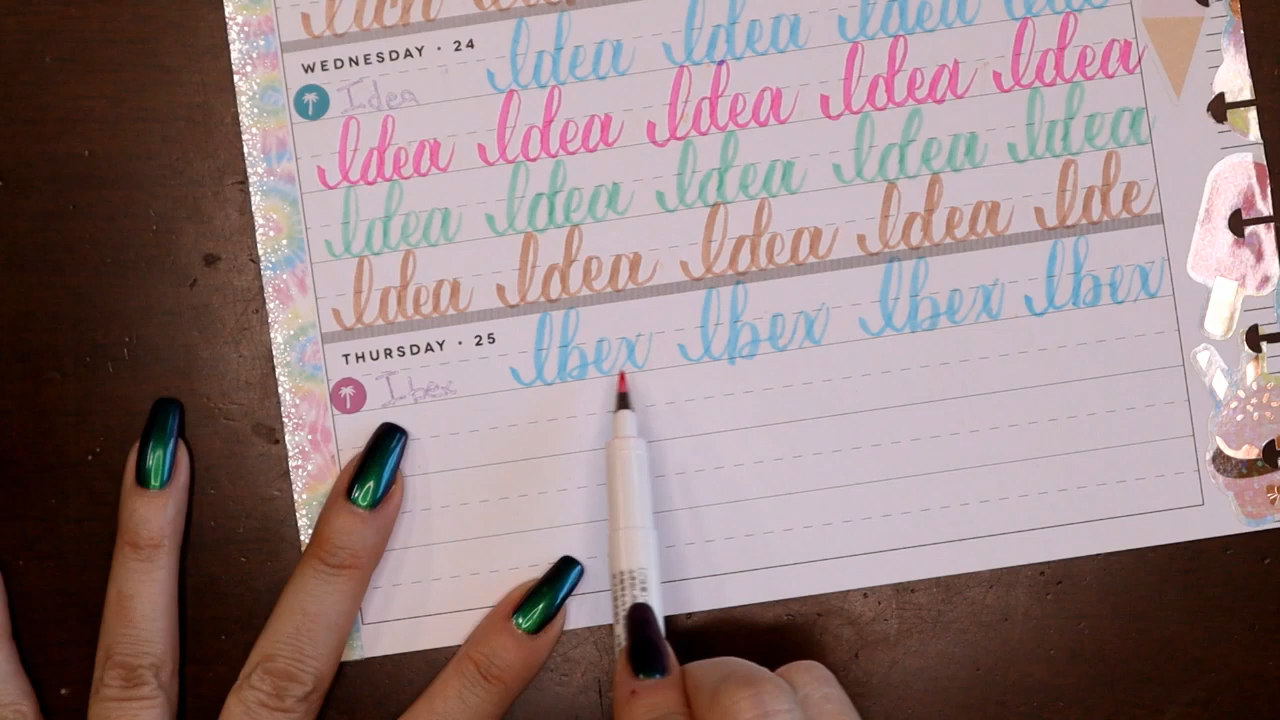 Itch
WEDNESDAY · 24 Idea Idea Idea
Idea
Idea Idea Idea Idea Idea
Idea Idea Idea Idea Idea
Idea Idea Idea Idea Ide
THURSDAY · 25 Ibex Ibex Ibex Ibex
Ibex